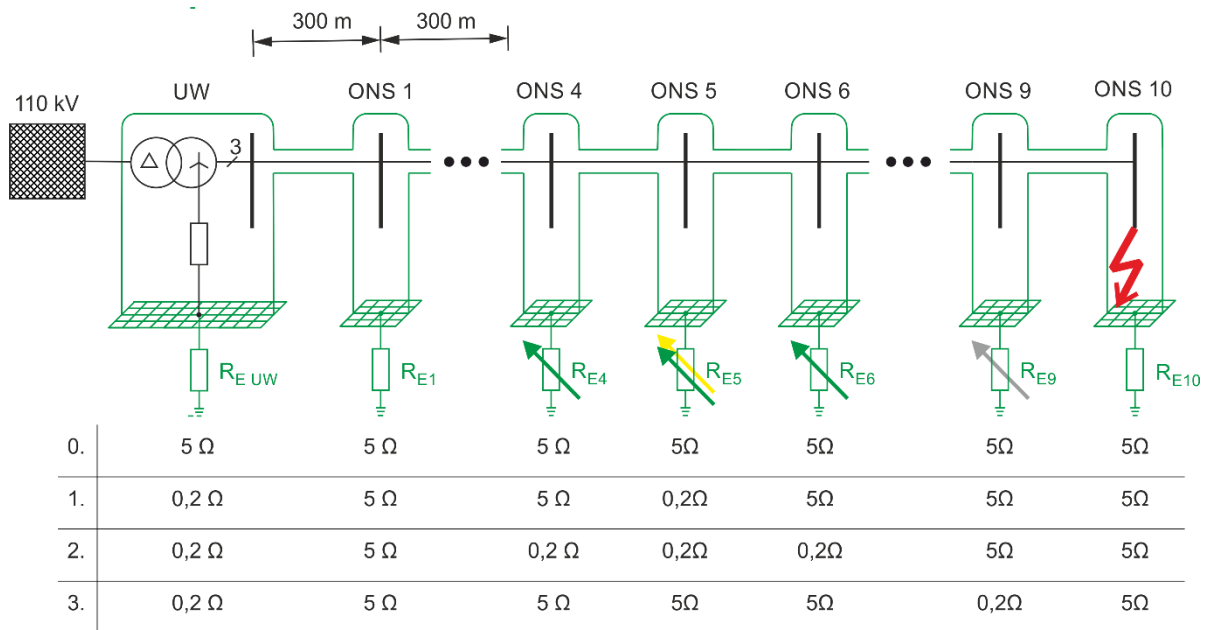 300 m 300 m
110 kV UW ONS 1 ONS 4 ONS 5 ONS 6 ONS 9 ONS 10
3
R_E UW R_E1 R_E4 R_E5 R_E6 R_E9 R_E10
0. 5 Ω 5 Ω 5 Ω 5Ω 5Ω 5Ω 5Ω
1. 0,2 Ω 5 Ω 5 Ω 0,2Ω 5Ω 5Ω 5Ω
2. 0,2 Ω 5 Ω 0,2 Ω 0,2Ω 0,2Ω 5Ω 5Ω
3. 0,2 Ω 5 Ω 5 Ω 5Ω 5Ω 0,2Ω 5Ω